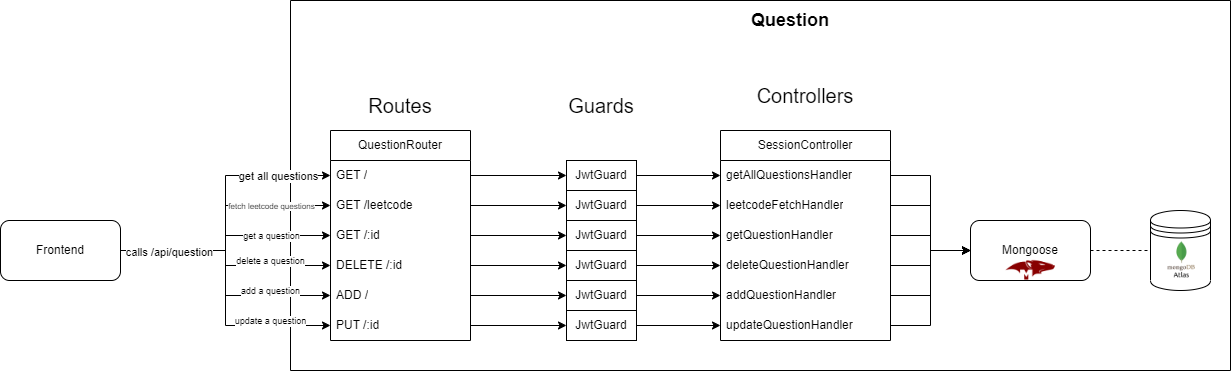 Question
Routes
Guards
Controllers
QuestionRouter
SessionController
get all questions
GET /
JwtGuard
getAllQuestionsHandler
fetch leetcode questions
GET /leetcode
JwtGuard
leetcodeFetchHandler
get a question
GET /:id
JwtGuard
getQuestionHandler
Frontend
calls /api/question
Mongoose
delete a question
DELETE /:id
JwtGuard
deleteQuestionHandler
mongoDB
Atlas
add a question
ADD /
JwtGuard
addQuestionHandler
update a question
PUT /:id
JwtGuard
updateQuestionHandler